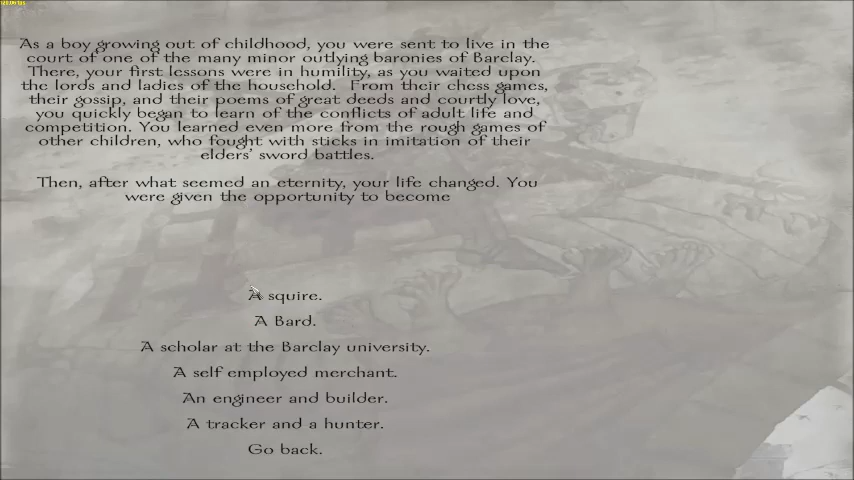 As a boy growing out of childhood, you were sent to live in the
court of one of the many minor outlying baronies of Barclay.
There, your first lessons were in humility, as you waited upon
the lords and ladies of the household. From their chess games,
their gossip, and their poems of great deeds and courtly love,
you quickly began to learn of the conflicts of adult life and
competition. You learned even more from the rough games of
other children, who fought with sticks in imitation of their
elders' sword battles.
Then, after what seemed an eternity, your life changed. You
were given the opportunity to become
A squire.
A Bard.
A scholar at the Barclay university.
A self employed merchant.
An engineer and builder.
A tracker and a hunter.
Go back.